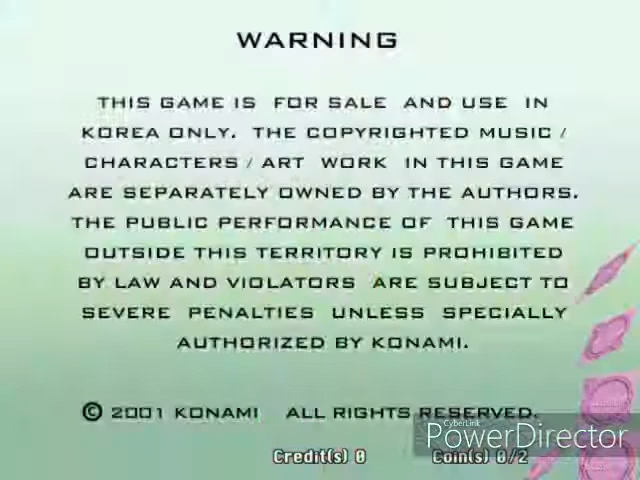 WARNING
THIS GAME IS FOR SALE AND USE IN
KOREA ONLY. THE COPYRIGHTED MUSIC /
CHARACTERS / ART WORK IN THIS GAME
ARE SEPARATELY OWNED BY THE AUTHORS.
THE PUBLIC PERFORMANCE OF THIS GAME
OUTSIDE THIS TERRITORY IS PROHIBITED
BY LAW AND VIOLATORS ARE SUBJECT TO
SEVERE PENALTIES UNLESS SPECIALLY
AUTHORIZED BY KONAMI.
© 2001 KONAMI ALL RIGHTS RESERVED.
CyberLink
PowerDirector
Credit(s) 0 Coin(s) 0/2